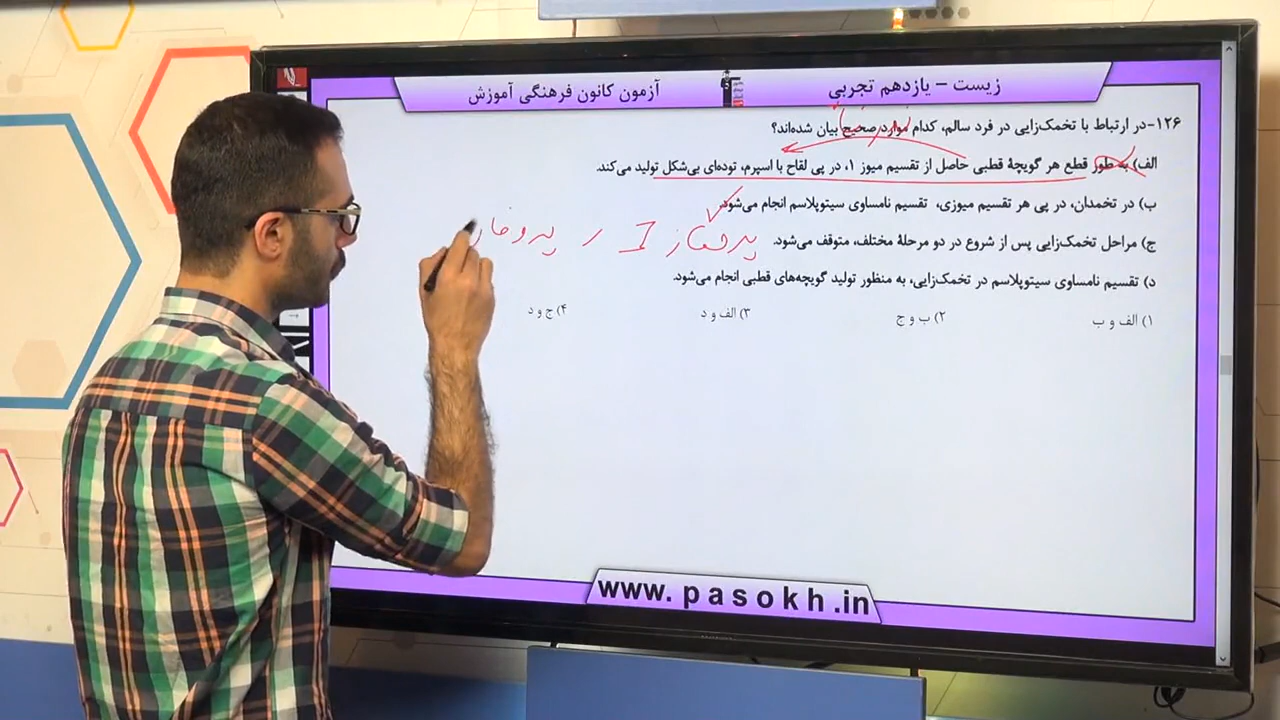 زیست – یازدهم تجربی
آزمون کانون فرهنگی آموزش
۱۲۶-در ارتباط با تخمک‌زایی در فرد سالم، کدام موارد صحیح بیان شده‌اند؟
الف) به طور قطع هر گویچهٔ قطبی حاصل از تقسیم میوز ۱، در پی لقاح با اسپرم، توده‌ای بی‌شکل تولید می‌کند.
ب) در تخمدان، در پی هر تقسیم میوزی، تقسیم نامساوی سیتوپلاسم انجام می‌شود.
ج) مراحل تخمک‌زایی پس از شروع در دو مرحلهٔ مختلف، متوقف می‌شود.
پروفاز I و پروفاز
د) تقسیم نامساوی سیتوپلاسم در تخمک‌زایی، به منظور تولید گویچه‌های قطبی انجام می‌شود.
۱) الف و ب
۲) ب و ج
۳) الف و د
۴) ج و د
www.pasokh.in